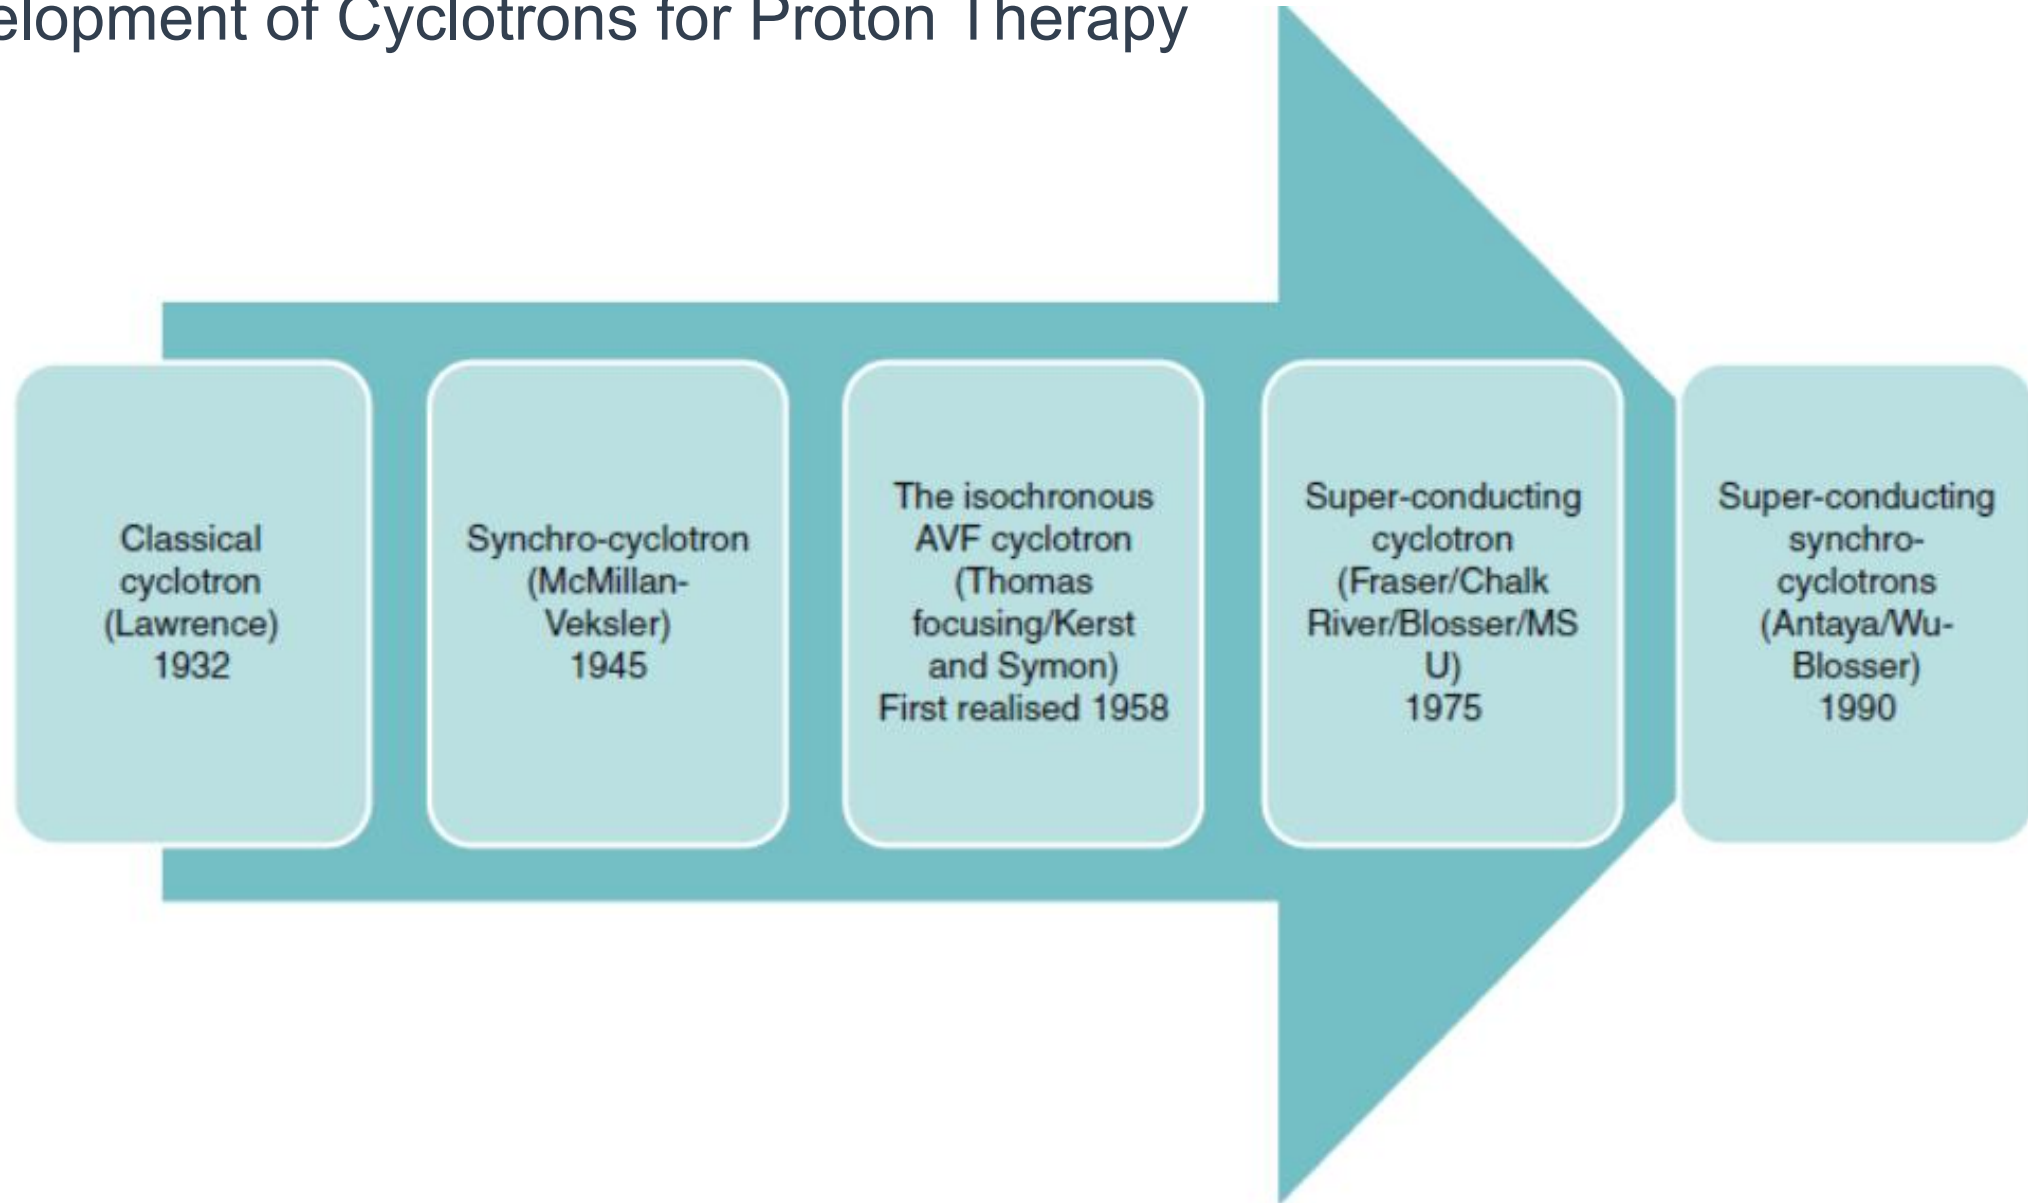 elopment of Cyclotrons for Proton Therapy
Classical
cyclotron
(Lawrence)
1932
Synchro-cyclotron
(McMillan-
Veksler)
1945
The isochronous
AVF cyclotron
(Thomas
focusing/Kerst
and Symon)
First realised 1958
Super-conducting
cyclotron
(Fraser/Chalk
River/Blosser/MS
U)
1975
Super-conducting
synchro-
cyclotrons
(Antaya/Wu-
Blosser)
1990